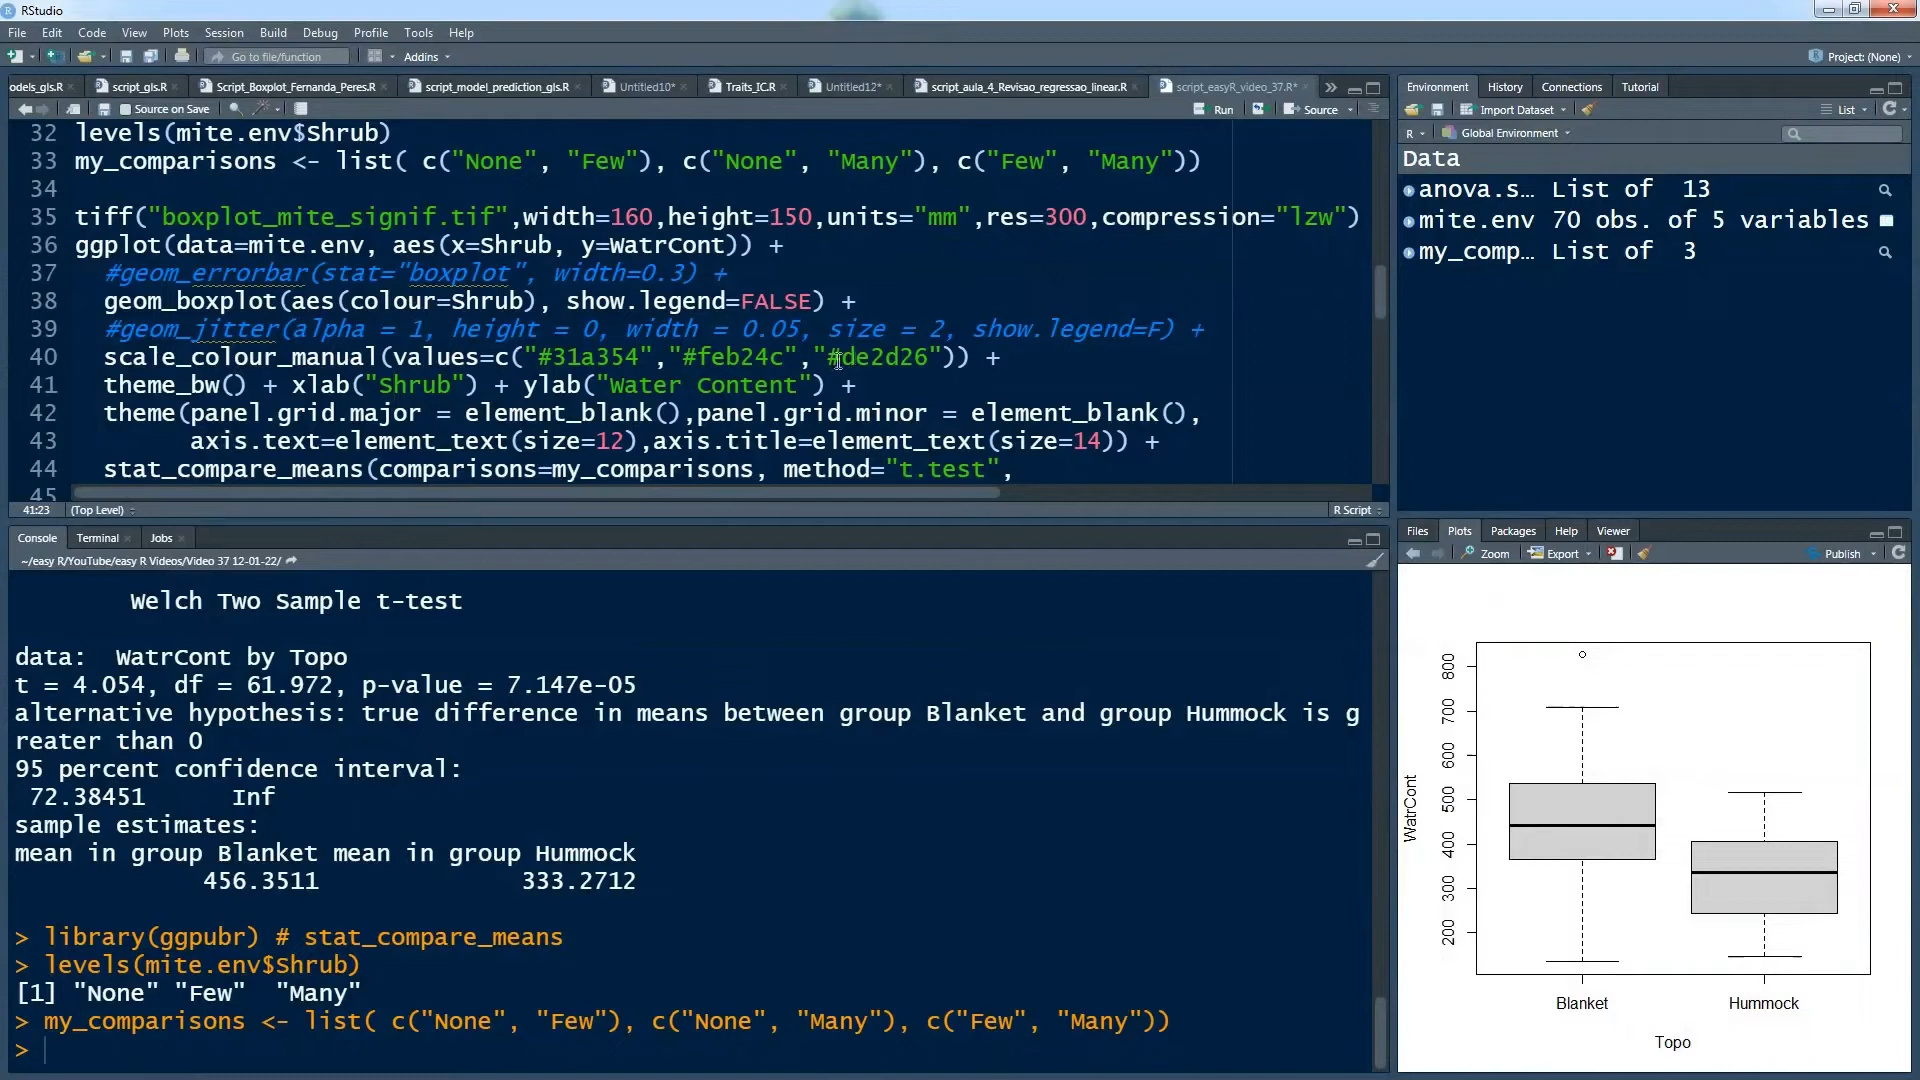 RStudio
File Edit Code View Plots Session Build Debug Profile Tools Help
Go to file/function Addins Project: (None)
odels_gls.R script_gls.R Script_Boxplot_Fernanda_Peres.R script_model_prediction_gls.R Untitled10* Traits_IC.R Untitled12* script_aula_4_Revisao_regressao_linear.R script_easyR_video_37.R*
Source on Save Run Source
32 levels(mite.env$Shrub)
33 my_comparisons <- list( c("None", "Few"), c("None", "Many"), c("Few", "Many"))
34
35 tiff("boxplot_mite_signif.tif",width=160,height=150,units="mm",res=300,compression="lzw")
36 ggplot(data=mite.env, aes(x=Shrub, y=WatrCont)) +
37 #geom_errorbar(stat="boxplot", width=0.3) +
38 geom_boxplot(aes(colour=Shrub), show.legend=FALSE) +
39 #geom_jitter(alpha = 1, height = 0, width = 0.05, size = 2, show.legend=F) +
40 scale_colour_manual(values=c("#31a354","#feb24c","#de2d26")) +
41 theme_bw() + xlab("Shrub") + ylab("Water Content") +
42 theme(panel.grid.major = element_blank(),panel.grid.minor = element_blank(),
43 axis.text=element_text(size=12),axis.title=element_text(size=14)) +
44 stat_compare_means(comparisons=my_comparisons, method="t.test",
45
41:23 (Top Level) R Script
Console Terminal Jobs
~/easy R/YouTube/easy R Videos/Video 37 12-01-22/
Welch Two Sample t-test
data:  WatrCont by Topo
t = 4.054, df = 61.972, p-value = 7.147e-05
alternative hypothesis: true difference in means between group Blanket and group Hummock is g
reater than 0
95 percent confidence interval:
72.38451 Inf
sample estimates:
mean in group Blanket mean in group Hummock
456.3511 333.2712
> library(ggpubr) # stat_compare_means
> levels(mite.env$Shrub)
[1] "None" "Few" "Many"
> my_comparisons <- list( c("None", "Few"), c("None", "Many"), c("Few", "Many"))
>
Environment History Connections Tutorial
Import Dataset List
R Global Environment
Data
anova.s... List of 13
mite.env 70 obs. of 5 variables
my_comp... List of 3
Files Plots Packages Help Viewer
Zoom Export Publish
800
700
600
500
400
300
200
WatrCont
Blanket Hummock
Topo